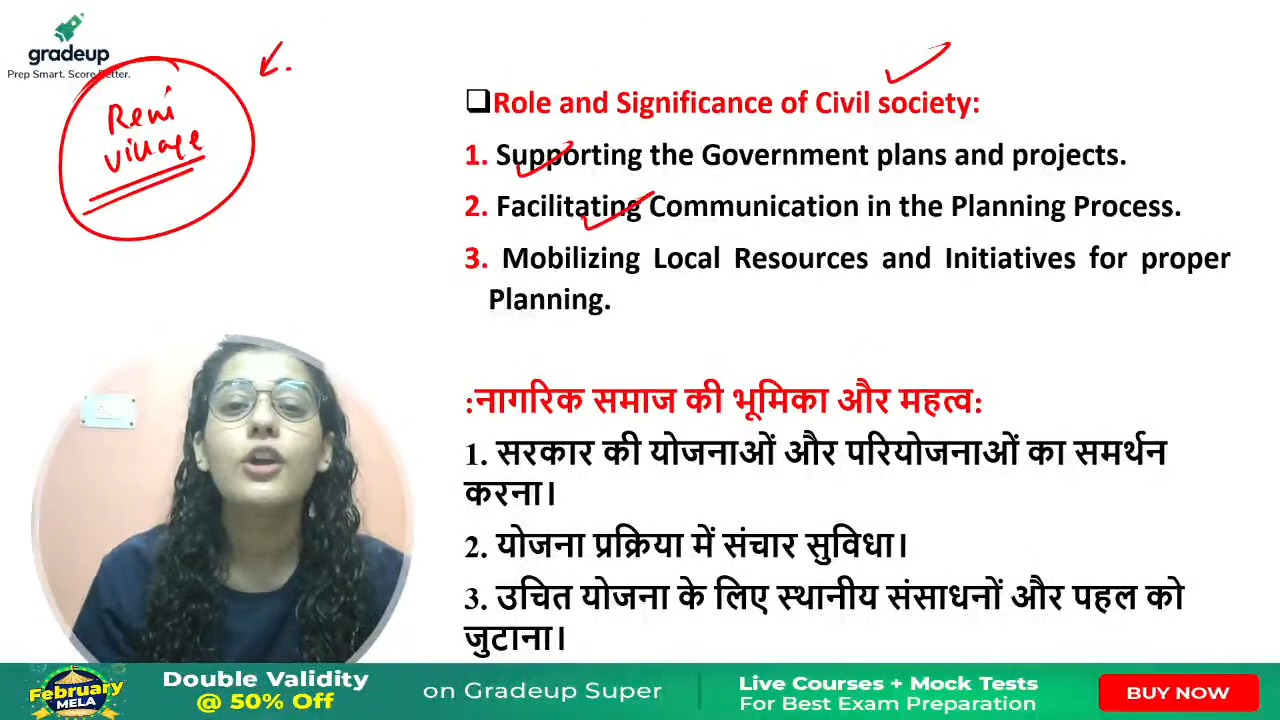 gradeup
Prep Smart. Score Better.
Reni
village
Role and Significance of Civil society:
1. Supporting the Government plans and projects.
2. Facilitating Communication in the Planning Process.
3. Mobilizing Local Resources and Initiatives for proper
Planning.
:नागरिक समाज की भूमिका और महत्व:
1. सरकार की योजनाओं और परियोजनाओं का समर्थन
करना।
2. योजना प्रक्रिया में संचार सुविधा।
3. उचित योजना के लिए स्थानीय संसाधनों और पहल को
जुटाना।
February
MELA
Double Validity
@ 50% Off
on Gradeup Super
Live Courses + Mock Tests
For Best Exam Preparation
BUY NOW